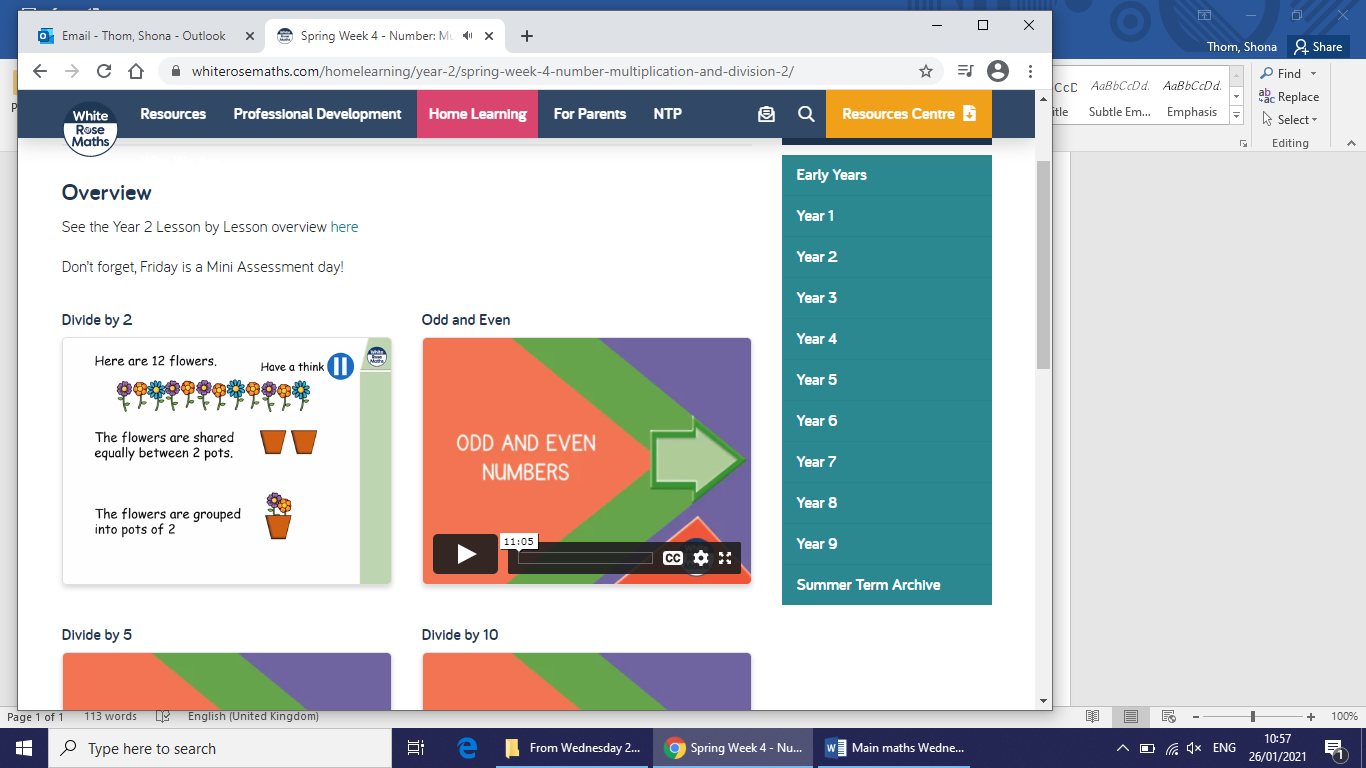 Email - Thom, Shona - Outlook
Spring Week 4 - Number: Mu
Thom, Shona
Share
whiterosemaths.com/homelearning/year-2/spring-week-4-number-multiplication-and-division-2/
AaBbCcDd.
AaBbCcDd.
Subtle Em...
Emphasis
Find
Replace
Select
Editing
White
Rose
Maths
Resources
Professional Development
Home Learning
For Parents
NTP
Resources Centre
Overview
See the Year 2 Lesson by Lesson overview here
Don't forget, Friday is a Mini Assessment day!
Divide by 2
Here are 12 flowers.
Have a think
White
Rose
Maths
The flowers are shared
equally between 2 pots.
The flowers are grouped
into pots of 2
Odd and Even
ODD AND EVEN
NUMBERS
11:05
CC
Divide by 5
Divide by 10
Early Years
Year 1
Year 2
Year 3
Year 4
Year 5
Year 6
Year 7
Year 8
Year 9
Summer Term Archive
Page 1 of 1
113 words
English (United Kingdom)
100%
Type here to search
From Wednesday 2...
Spring Week 4 - Nu...
Main maths Wedne...
ENG
10:57
26/01/2021
1